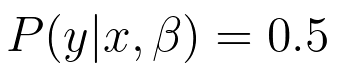 P(y|x, β) = 0.5